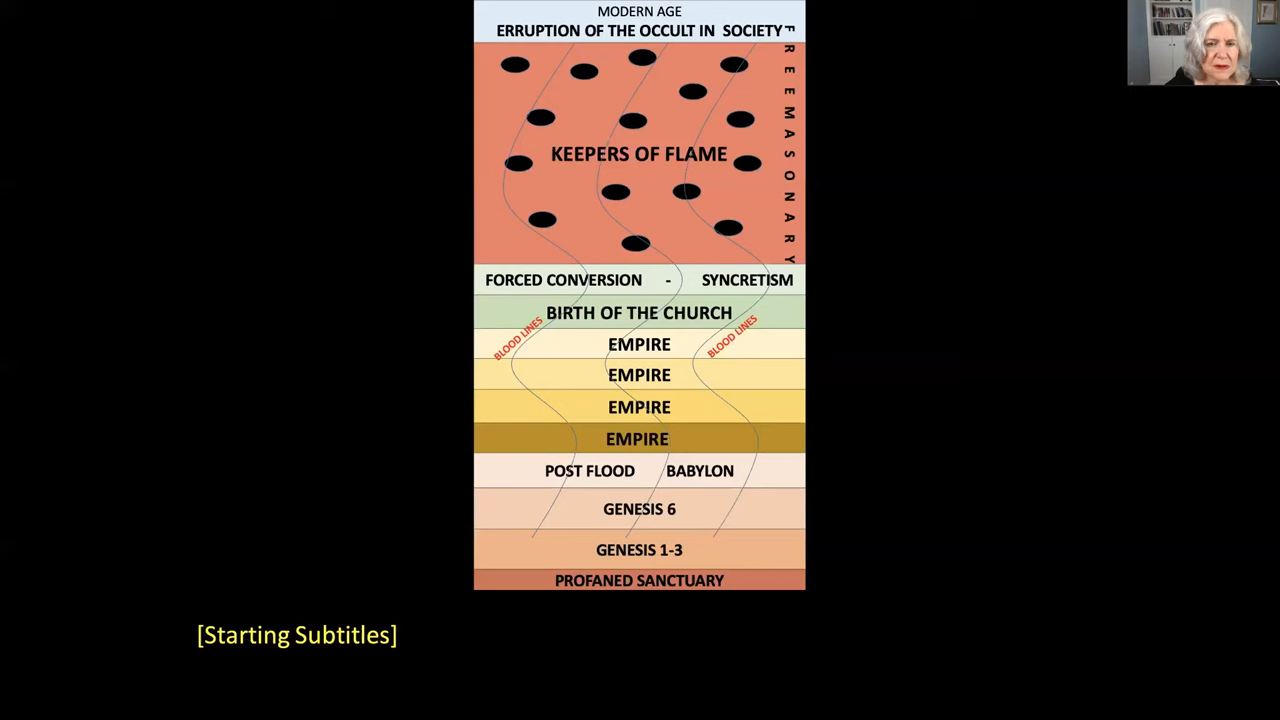 MODERN AGE
ERRUPTION OF THE OCCULT IN SOCIETY
FREEMASONARY
KEEPERS OF FLAME
FORCED CONVERSION - SYNCRETISM
BIRTH OF THE CHURCH
BLOOD LINES
BLOOD LINES
EMPIRE
EMPIRE
EMPIRE
EMPIRE
POST FLOOD BABYLON
GENESIS 6
GENESIS 1-3
PROFANED SANCTUARY
[Starting Subtitles]